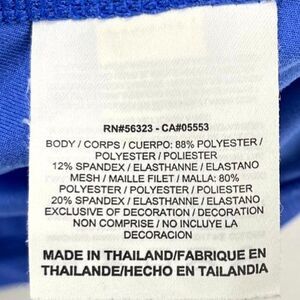 RN#56323 - CA#05553
BODY / CORPS / CUERPO: 88% POLYESTER /
POLYESTER / POLIESTER
12% SPANDEX / ELASTHANNE / ELASTANO
MESH / MAILLE FILET / MALLA: 80%
POLYESTER / POLYESTER / POLIESTER
20% SPANDEX / ELASTHANNE / ELASTANO
EXCLUSIVE OF DECORATION / DECORATION
NON COMPRISE / NO INCLUYE LA
DECORACIÓN
MADE IN THAILAND/FABRIQUE EN
THAILANDE/HECHO EN TAILANDIA